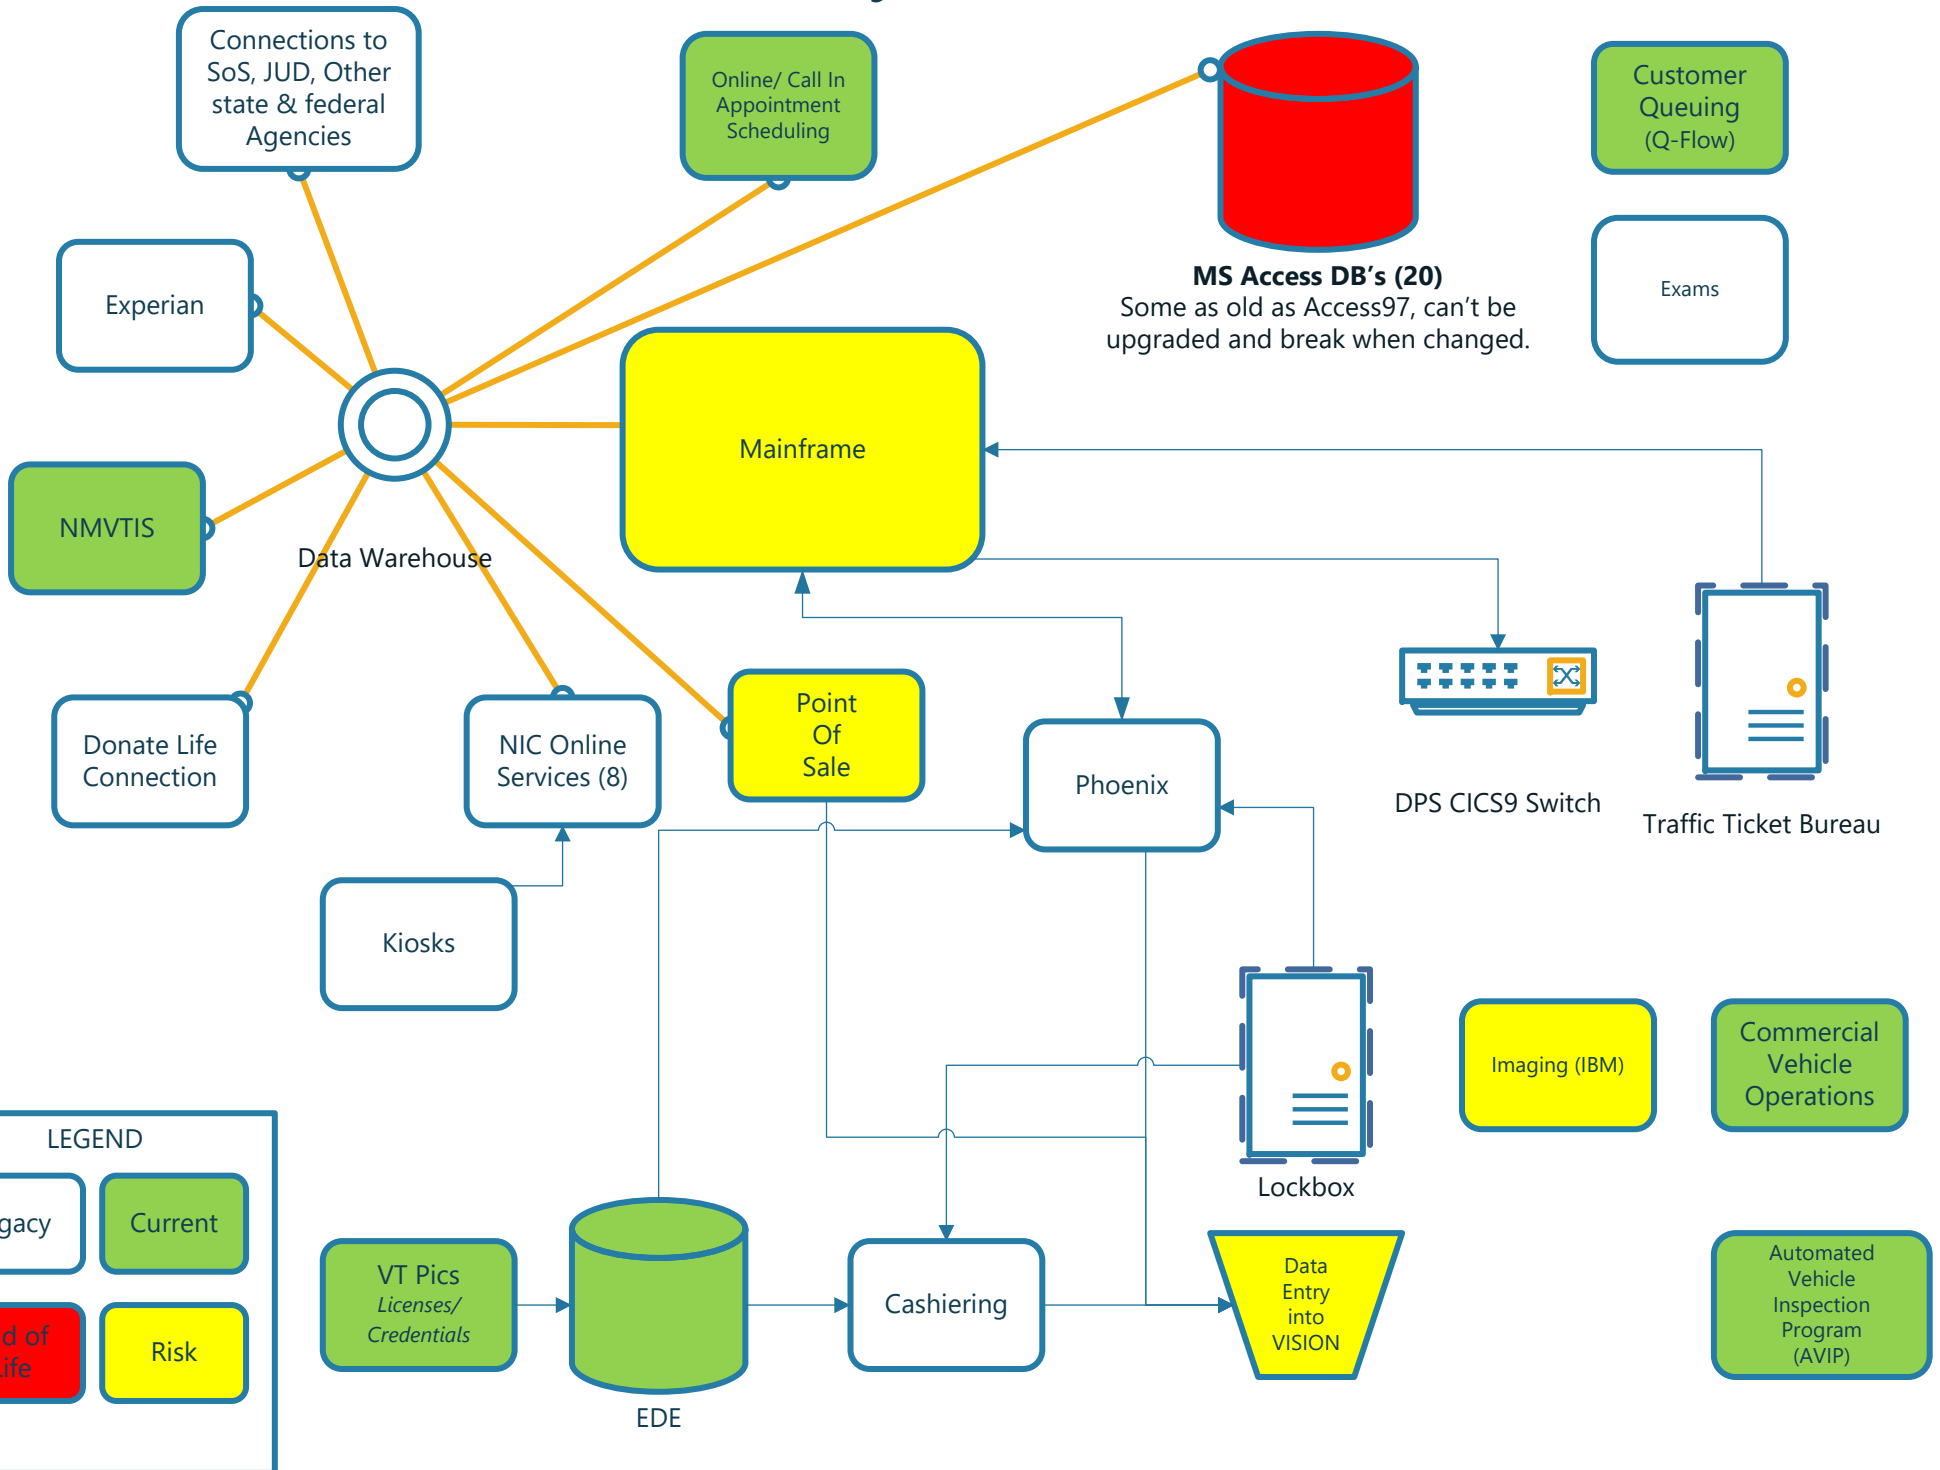 Connections to
SoS, JUD, Other
state & federal
Agencies
Online/ Call In
Appointment
Scheduling
Customer
Queuing
(Q-Flow)
Experian
MS Access DB’s (20)
Some as old as Access97, can’t be
upgraded and break when changed.
Exams
Mainframe
NMVTIS
Data Warehouse
Donate Life
Connection
NIC Online
Services (8)
Point
Of
Sale
Phoenix
DPS CICS9 Switch
Traffic Ticket Bureau
Kiosks
Imaging (IBM)
Commercial
Vehicle
Operations
Lockbox
LEGEND
gacy
Current
d of
ife
Risk
VT Pics
Licenses/
Credentials
EDE
Cashiering
Data
Entry
into
VISION
Automated
Vehicle
Inspection
Program
(AVIP)